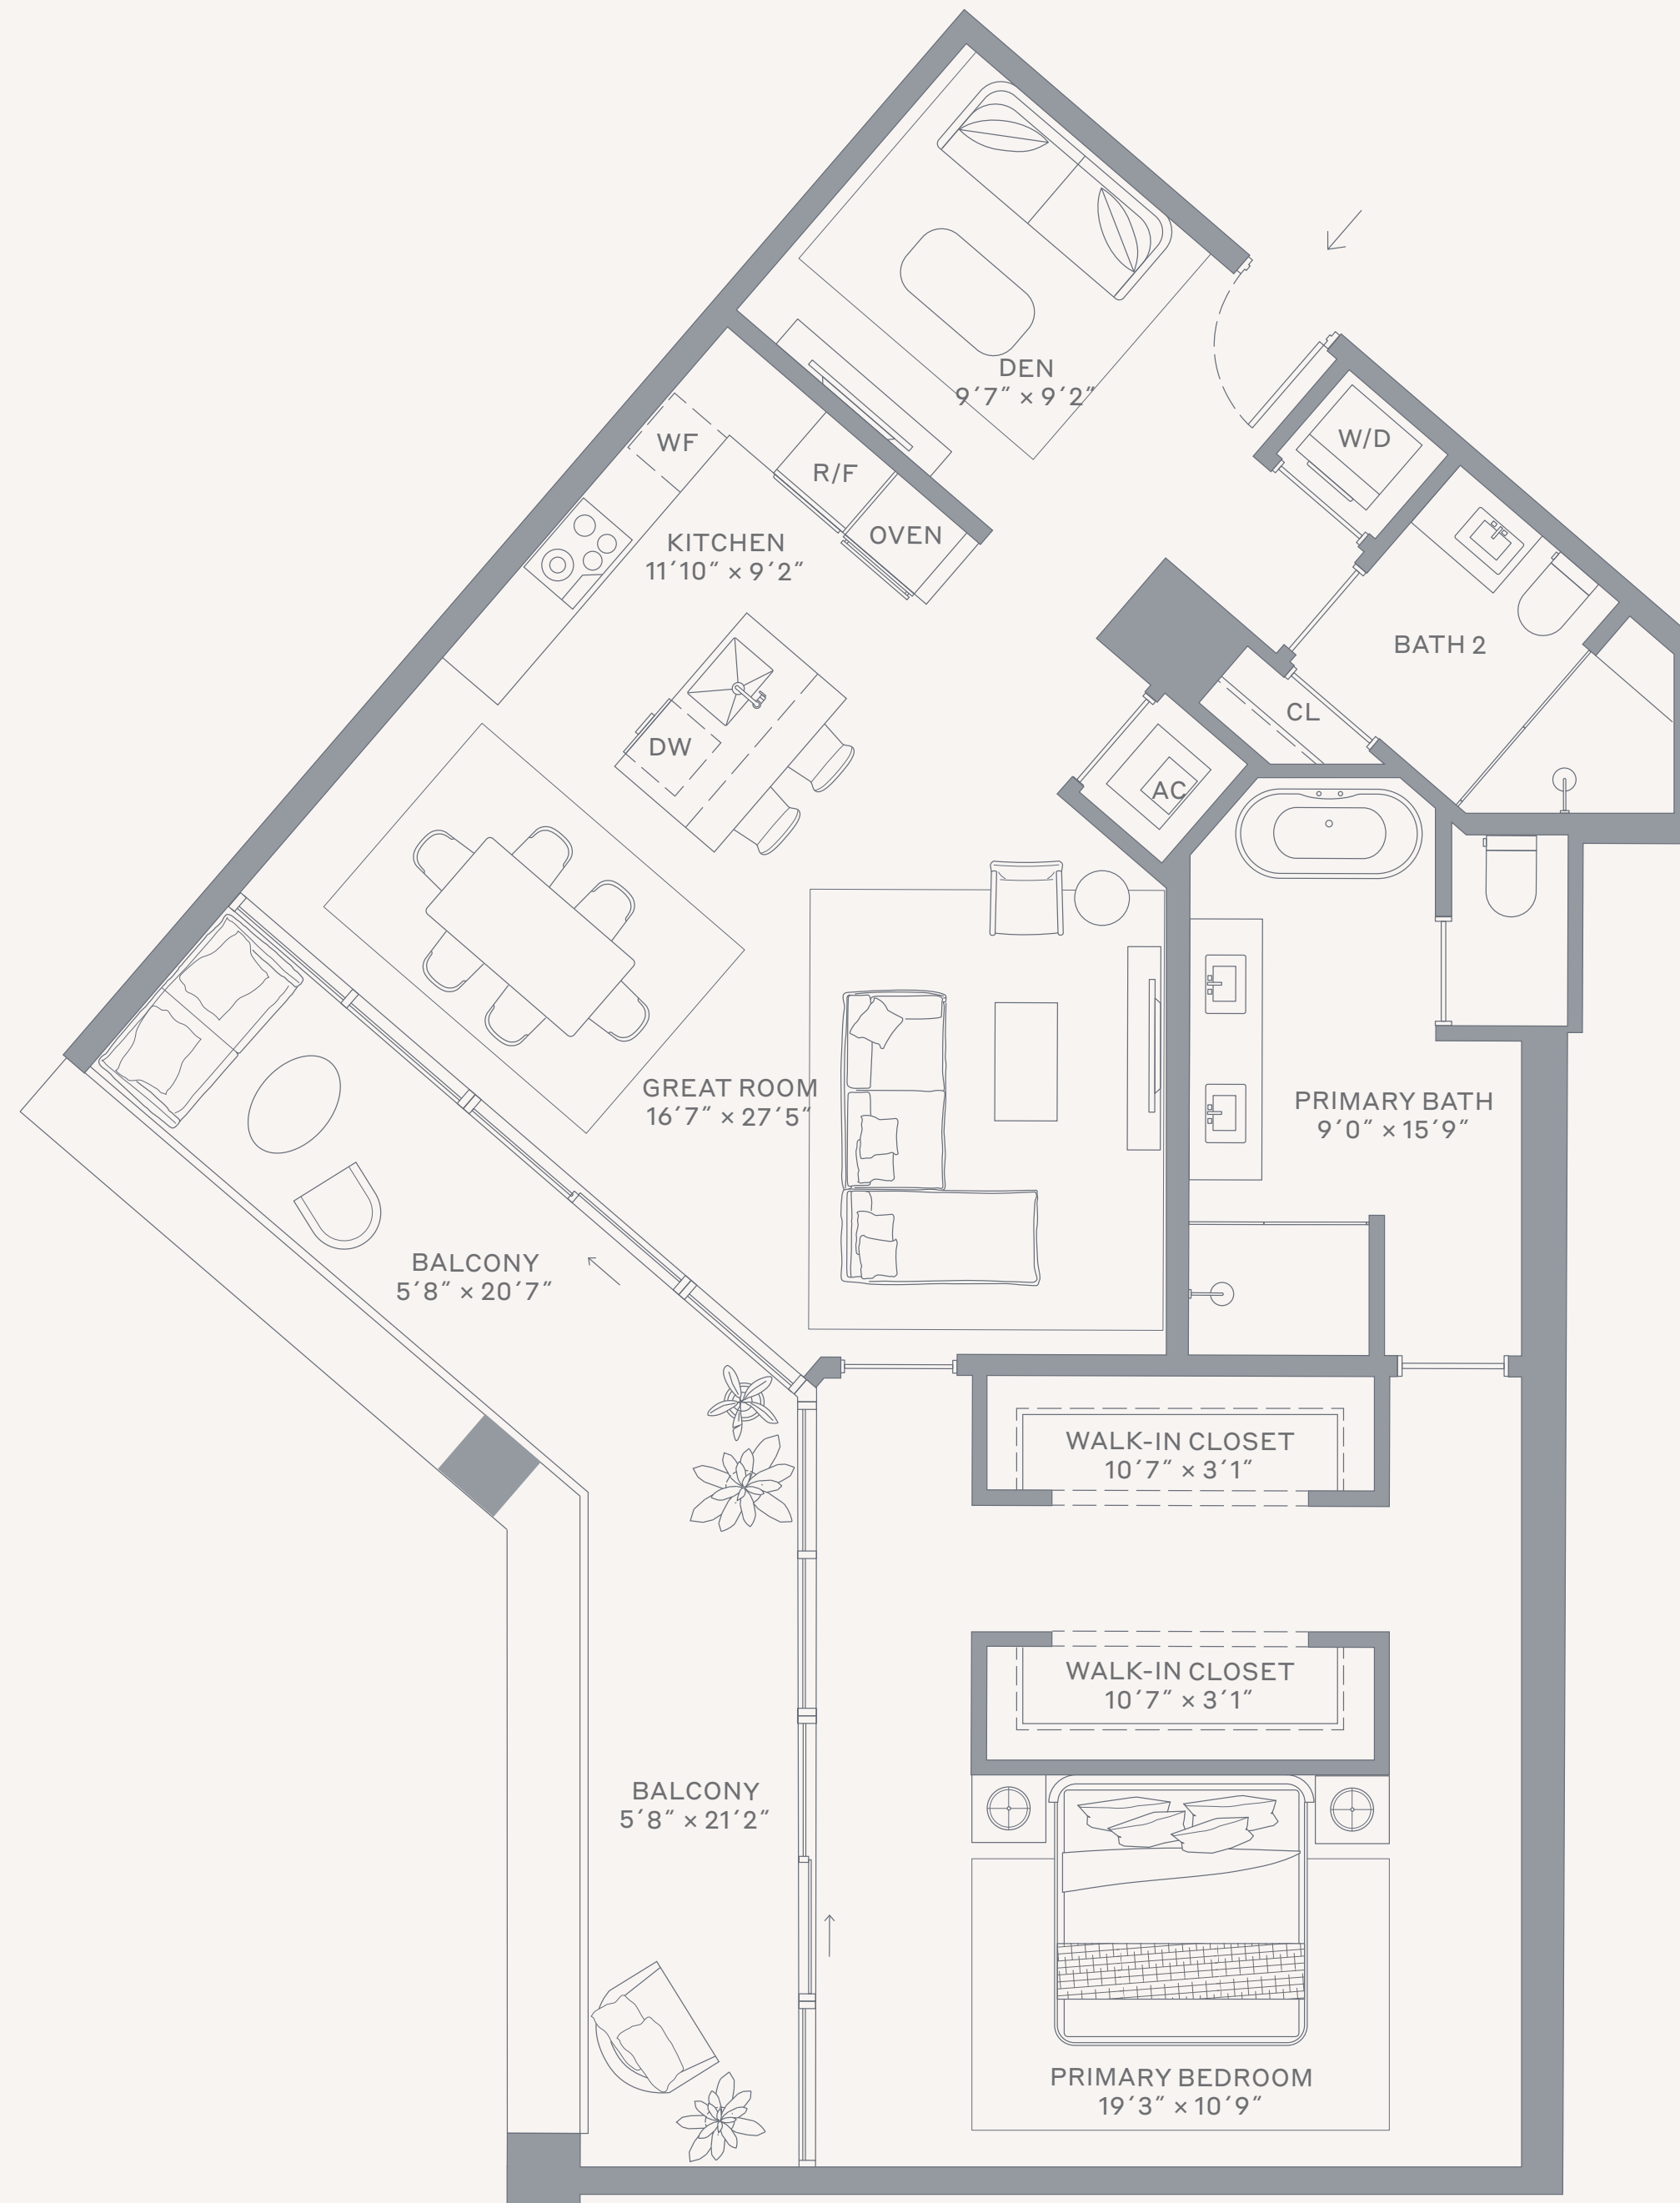 DEN
9´7˝ × 9´2˝
W/D
WF
R/F
OVEN
KITCHEN
11´10˝ × 9´2˝
BATH 2
CL
DW
AC
GREAT ROOM
16´7˝ × 27´5˝
PRIMARY BATH
9´0˝ × 15´9˝
BALCONY
5´8˝ × 20´7˝
WALK-IN CLOSET
10´7˝ × 3´1˝
WALK-IN CLOSET
10´7˝ × 3´1˝
BALCONY
5´8˝ × 21´2˝
PRIMARY BEDROOM
19´3˝ × 10´9˝